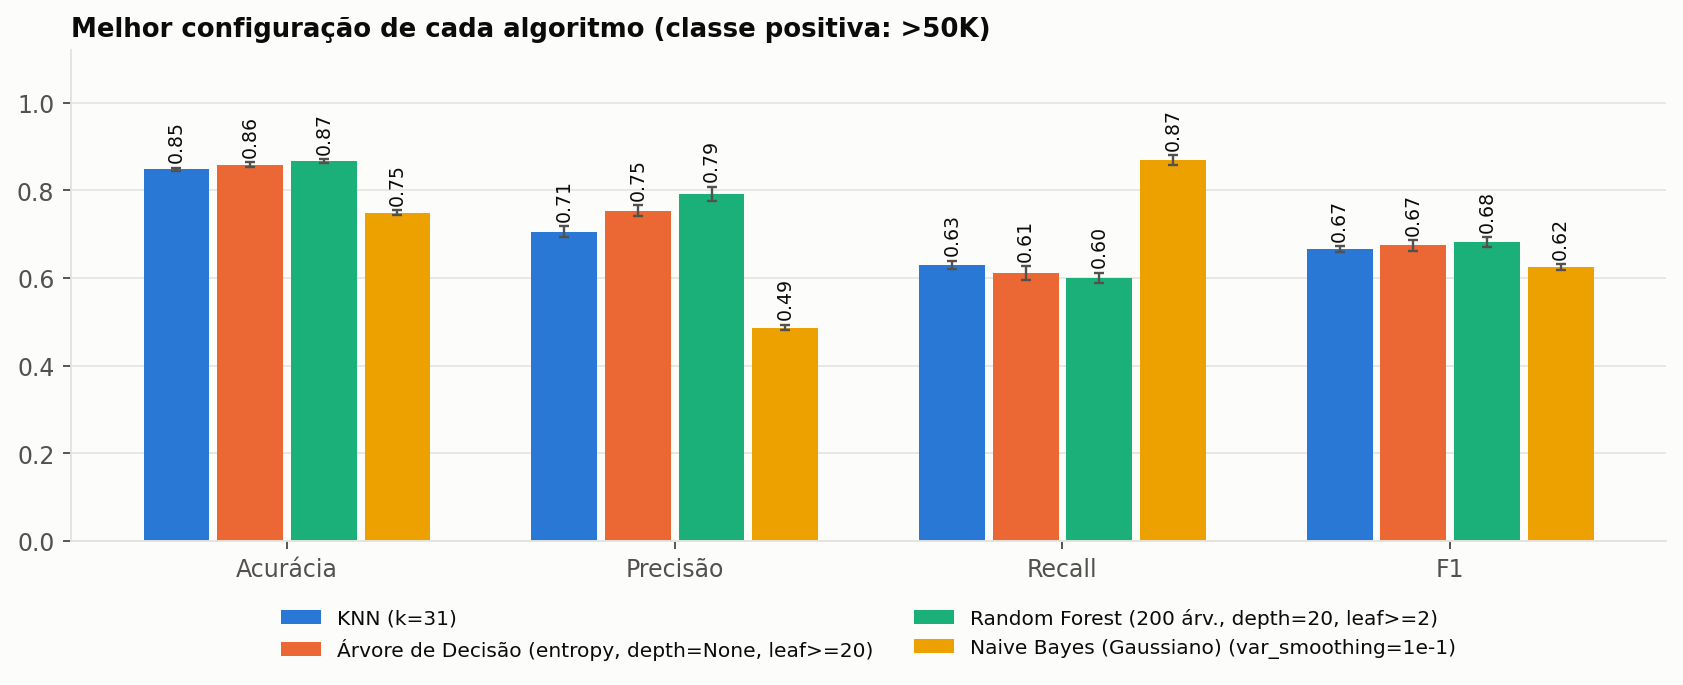 Melhor configuração de cada algoritmo (classe positiva: >50K)
1.0
0.8
0.6
0.4
0.2
0.0
0.85
0.86
0.87
0.75
0.71
0.75
0.79
0.49
0.63
0.61
0.60
0.87
0.67
0.67
0.68
0.62
Acurácia
Precisão
Recall
F1
KNN (k=31)
Árvore de Decisão (entropy, depth=None, leaf>=20)
Random Forest (200 árv., depth=20, leaf>=2)
Naive Bayes (Gaussiano) (var_smoothing=1e-1)